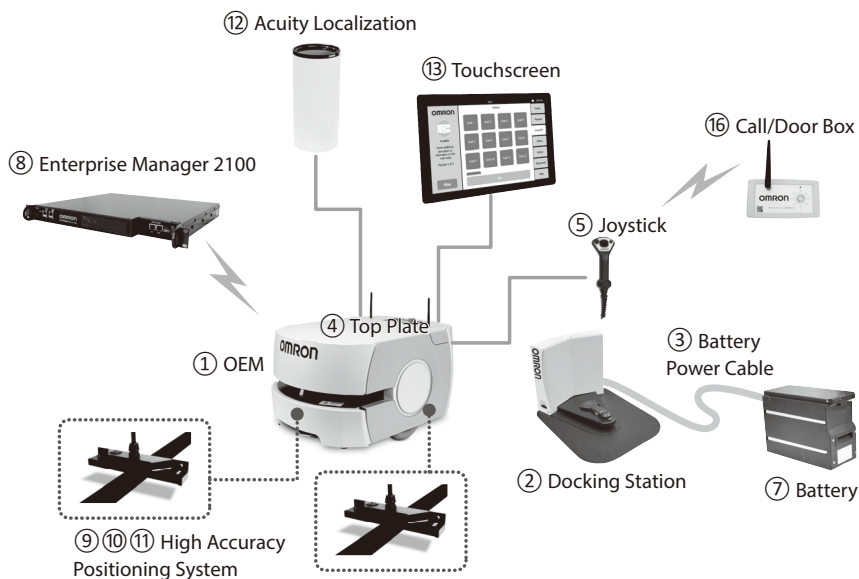 ⑫ Acuity Localization
⑬ Touchscreen
OMRON
⑯ Call/Door Box
OMRON
⑧ Enterprise Manager 2100
OMRON
⑤ Joystick
④ Top Plate
OMRON
① OEM
OMRON
③ Battery
Power Cable
② Docking Station
⑦ Battery
⑨⑩⑪ High Accuracy
Positioning System